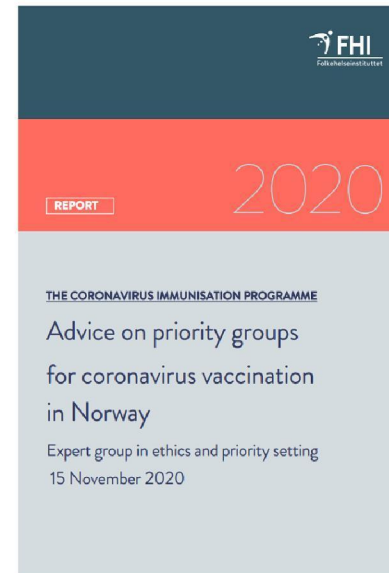 FHI
Folkehelseinstituttet
2020
REPORT
THE CORONAVIRUS IMMUNISATION PROGRAMME
Advice on priority groups
for coronavirus vaccination
in Norway
Expert group in ethics and priority setting
15 November 2020